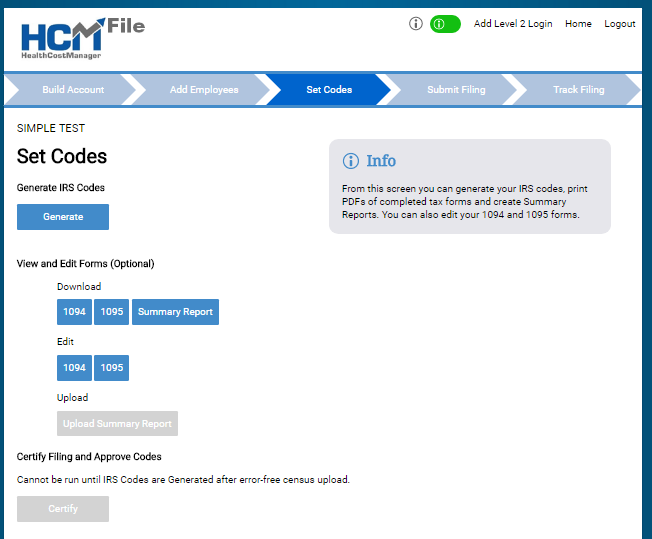 HCM File
HealthCostManager
Add Level 2 Login Home Logout
Build Account Add Employees Set Codes Submit Filing Track Filing
SIMPLE TEST
Set Codes
Generate IRS Codes
Generate
Info
From this screen you can generate your IRS codes, print
PDFs of completed tax forms and create Summary
Reports. You can also edit your 1094 and 1095 forms.
View and Edit Forms (Optional)
Download
1094 1095 Summary Report
Edit
1094 1095
Upload
Upload Summary Report
Certify Filing and Approve Codes
Cannot be run until IRS Codes are Generated after error-free census upload.
Certify